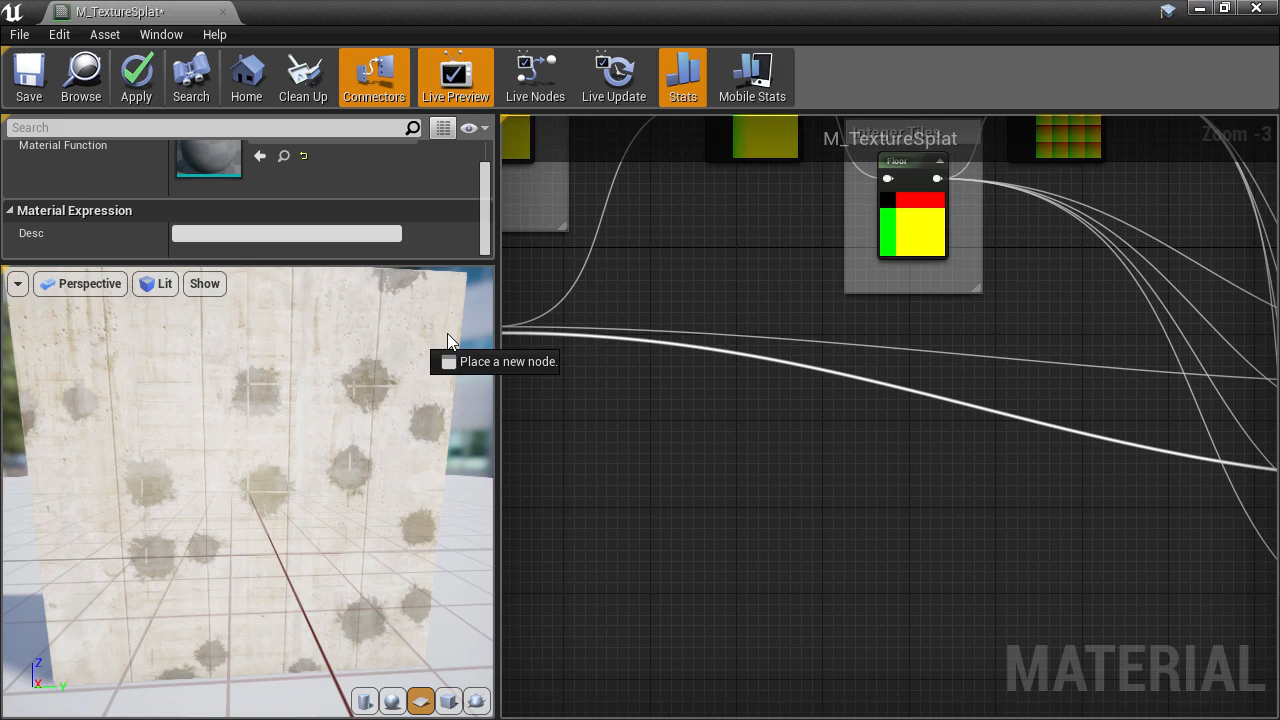 M_TextureSplat*
File Edit Asset Window Help
Save Browse Apply Search Home Clean Up Connectors Live Preview Live Nodes Live Update Stats Mobile Stats
Search
Material Function
Material Expression
Desc
Perspective Lit Show
Place a new node.
Z
X Y
M_TextureSplat
Zoom -3
Floor
MATERIAL